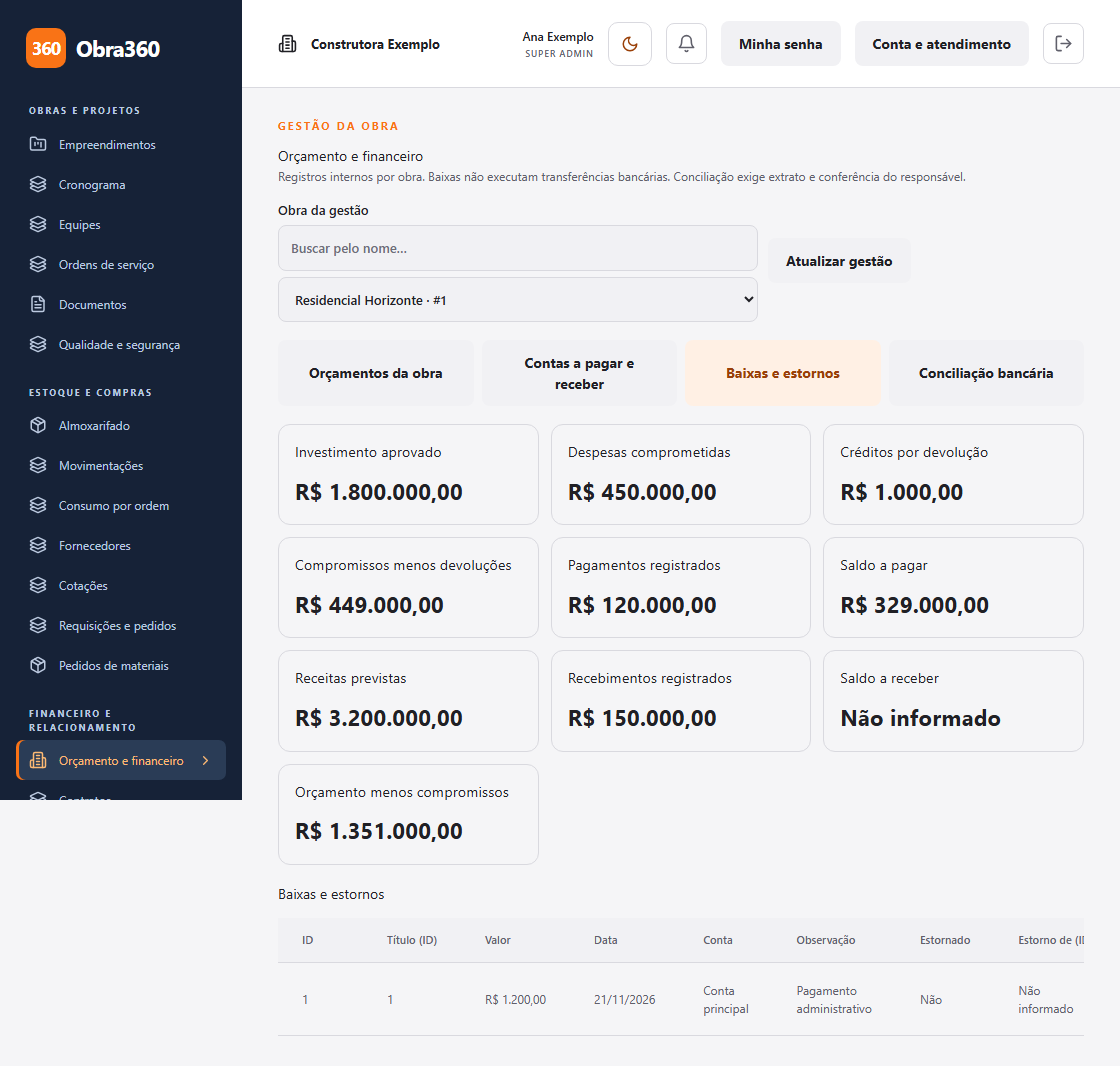 360 Obra360
OBRAS E PROJETOS
Empreendimentos
Cronograma
Equipes
Ordens de serviço
Documentos
Qualidade e segurança
ESTOQUE E COMPRAS
Almoxarifado
Movimentações
Consumo por ordem
Fornecedores
Cotações
Requisições e pedidos
Pedidos de materiais
FINANCEIRO E
RELACIONAMENTO
Orçamento e financeiro
Construtora Exemplo
Ana Exemplo
SUPER ADMIN
Minha senha
Conta e atendimento
GESTÃO DA OBRA
Orçamento e financeiro
Registros internos por obra. Baixas não executam transferências bancárias. Conciliação exige extrato e conferência do responsável.
Obra da gestão
Buscar pelo nome...
Atualizar gestão
Residencial Horizonte · #1
Orçamentos da obra
Contas a pagar e
receber
Baixas e estornos
Conciliação bancária
Investimento aprovado
R$ 1.800.000,00
Despesas comprometidas
R$ 450.000,00
Créditos por devolução
R$ 1.000,00
Compromissos menos devoluções
R$ 449.000,00
Pagamentos registrados
R$ 120.000,00
Saldo a pagar
R$ 329.000,00
Receitas previstas
R$ 3.200.000,00
Recebimentos registrados
R$ 150.000,00
Saldo a receber
Não informado
Orçamento menos compromissos
R$ 1.351.000,00
Baixas e estornos
ID Título (ID) Valor Data Conta Observação Estornado Estorno de
1 1 R$ 1.200,00 21/11/2026 Conta principal Pagamento administrativo Não Não informado